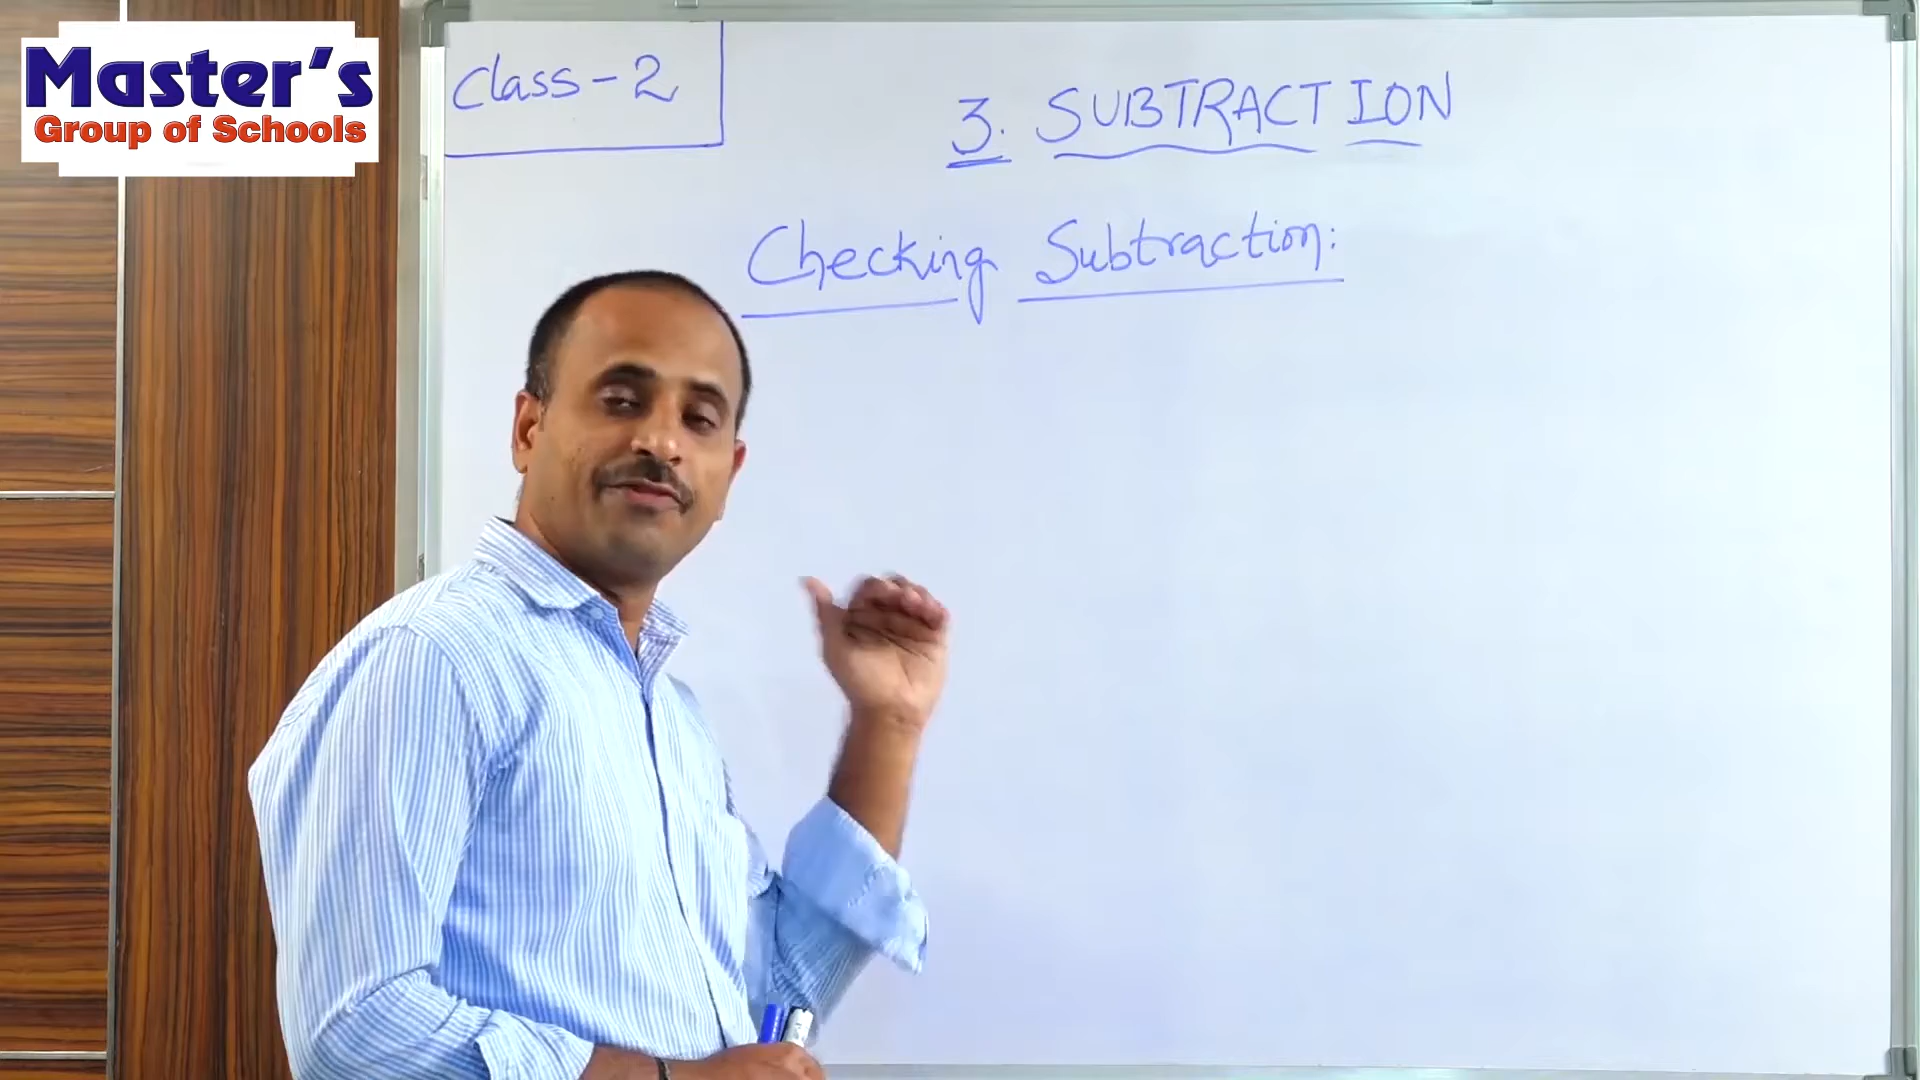 Master's
Group of Schools
Class-2
3. SUBTRACTION
Checking Subtraction: